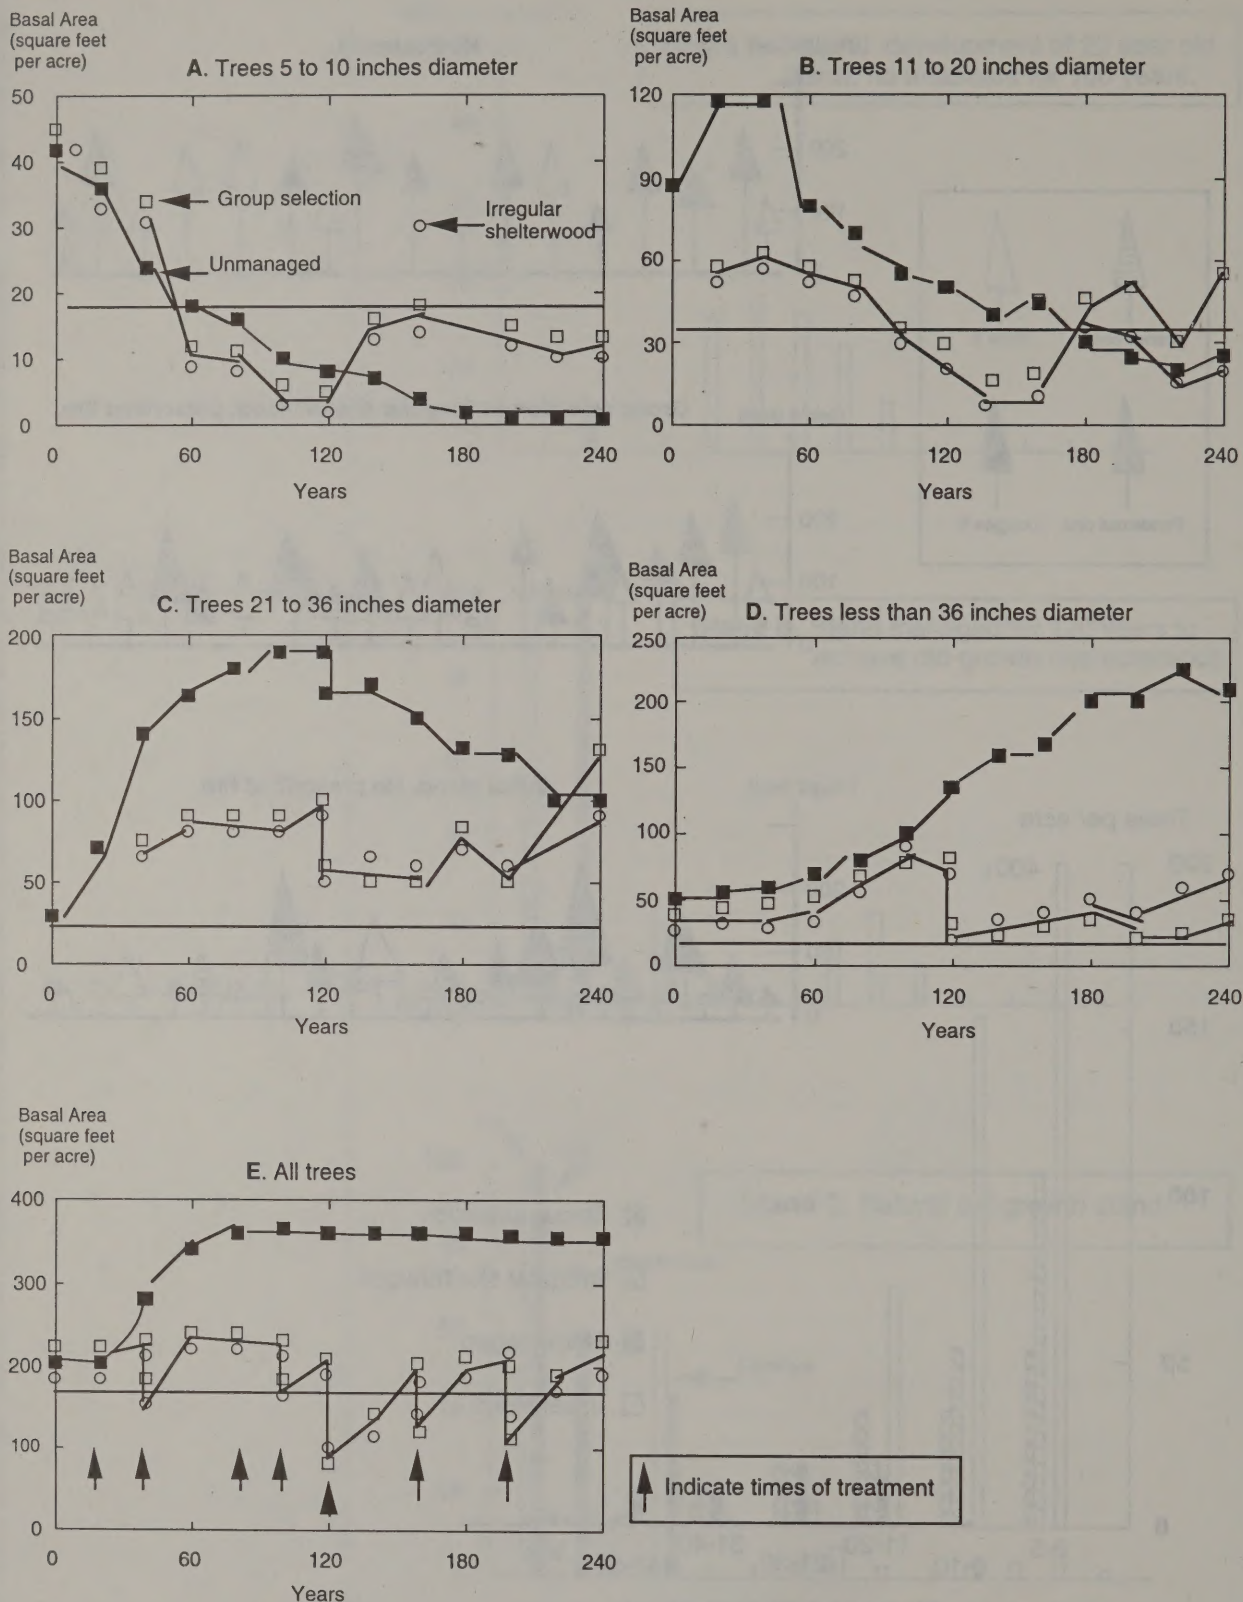 Basal Area
(square feet
per acre)
A. Trees 5 to 10 inches diameter
50
40
30
20
10
0
0 60 120 180 240
Years
Group selection
Irregular
shelterwood
Unmanaged
Basal Area
(square feet
per acre)
B. Trees 11 to 20 inches diameter
120
90
60
30
0
0 60 120 180 240
Years
Basal Area
(square feet
per acre)
C. Trees 21 to 36 inches diameter
200
150
100
50
0
0 60 120 180 240
Years
Basal Area
(square feet
per acre)
D. Trees less than 36 inches diameter
250
200
150
100
50
0
0 60 120 180 240
Years
Basal Area
(square feet
per acre)
E. All trees
400
300
200
100
0
0 60 120 180 240
Years
Indicate times of treatment